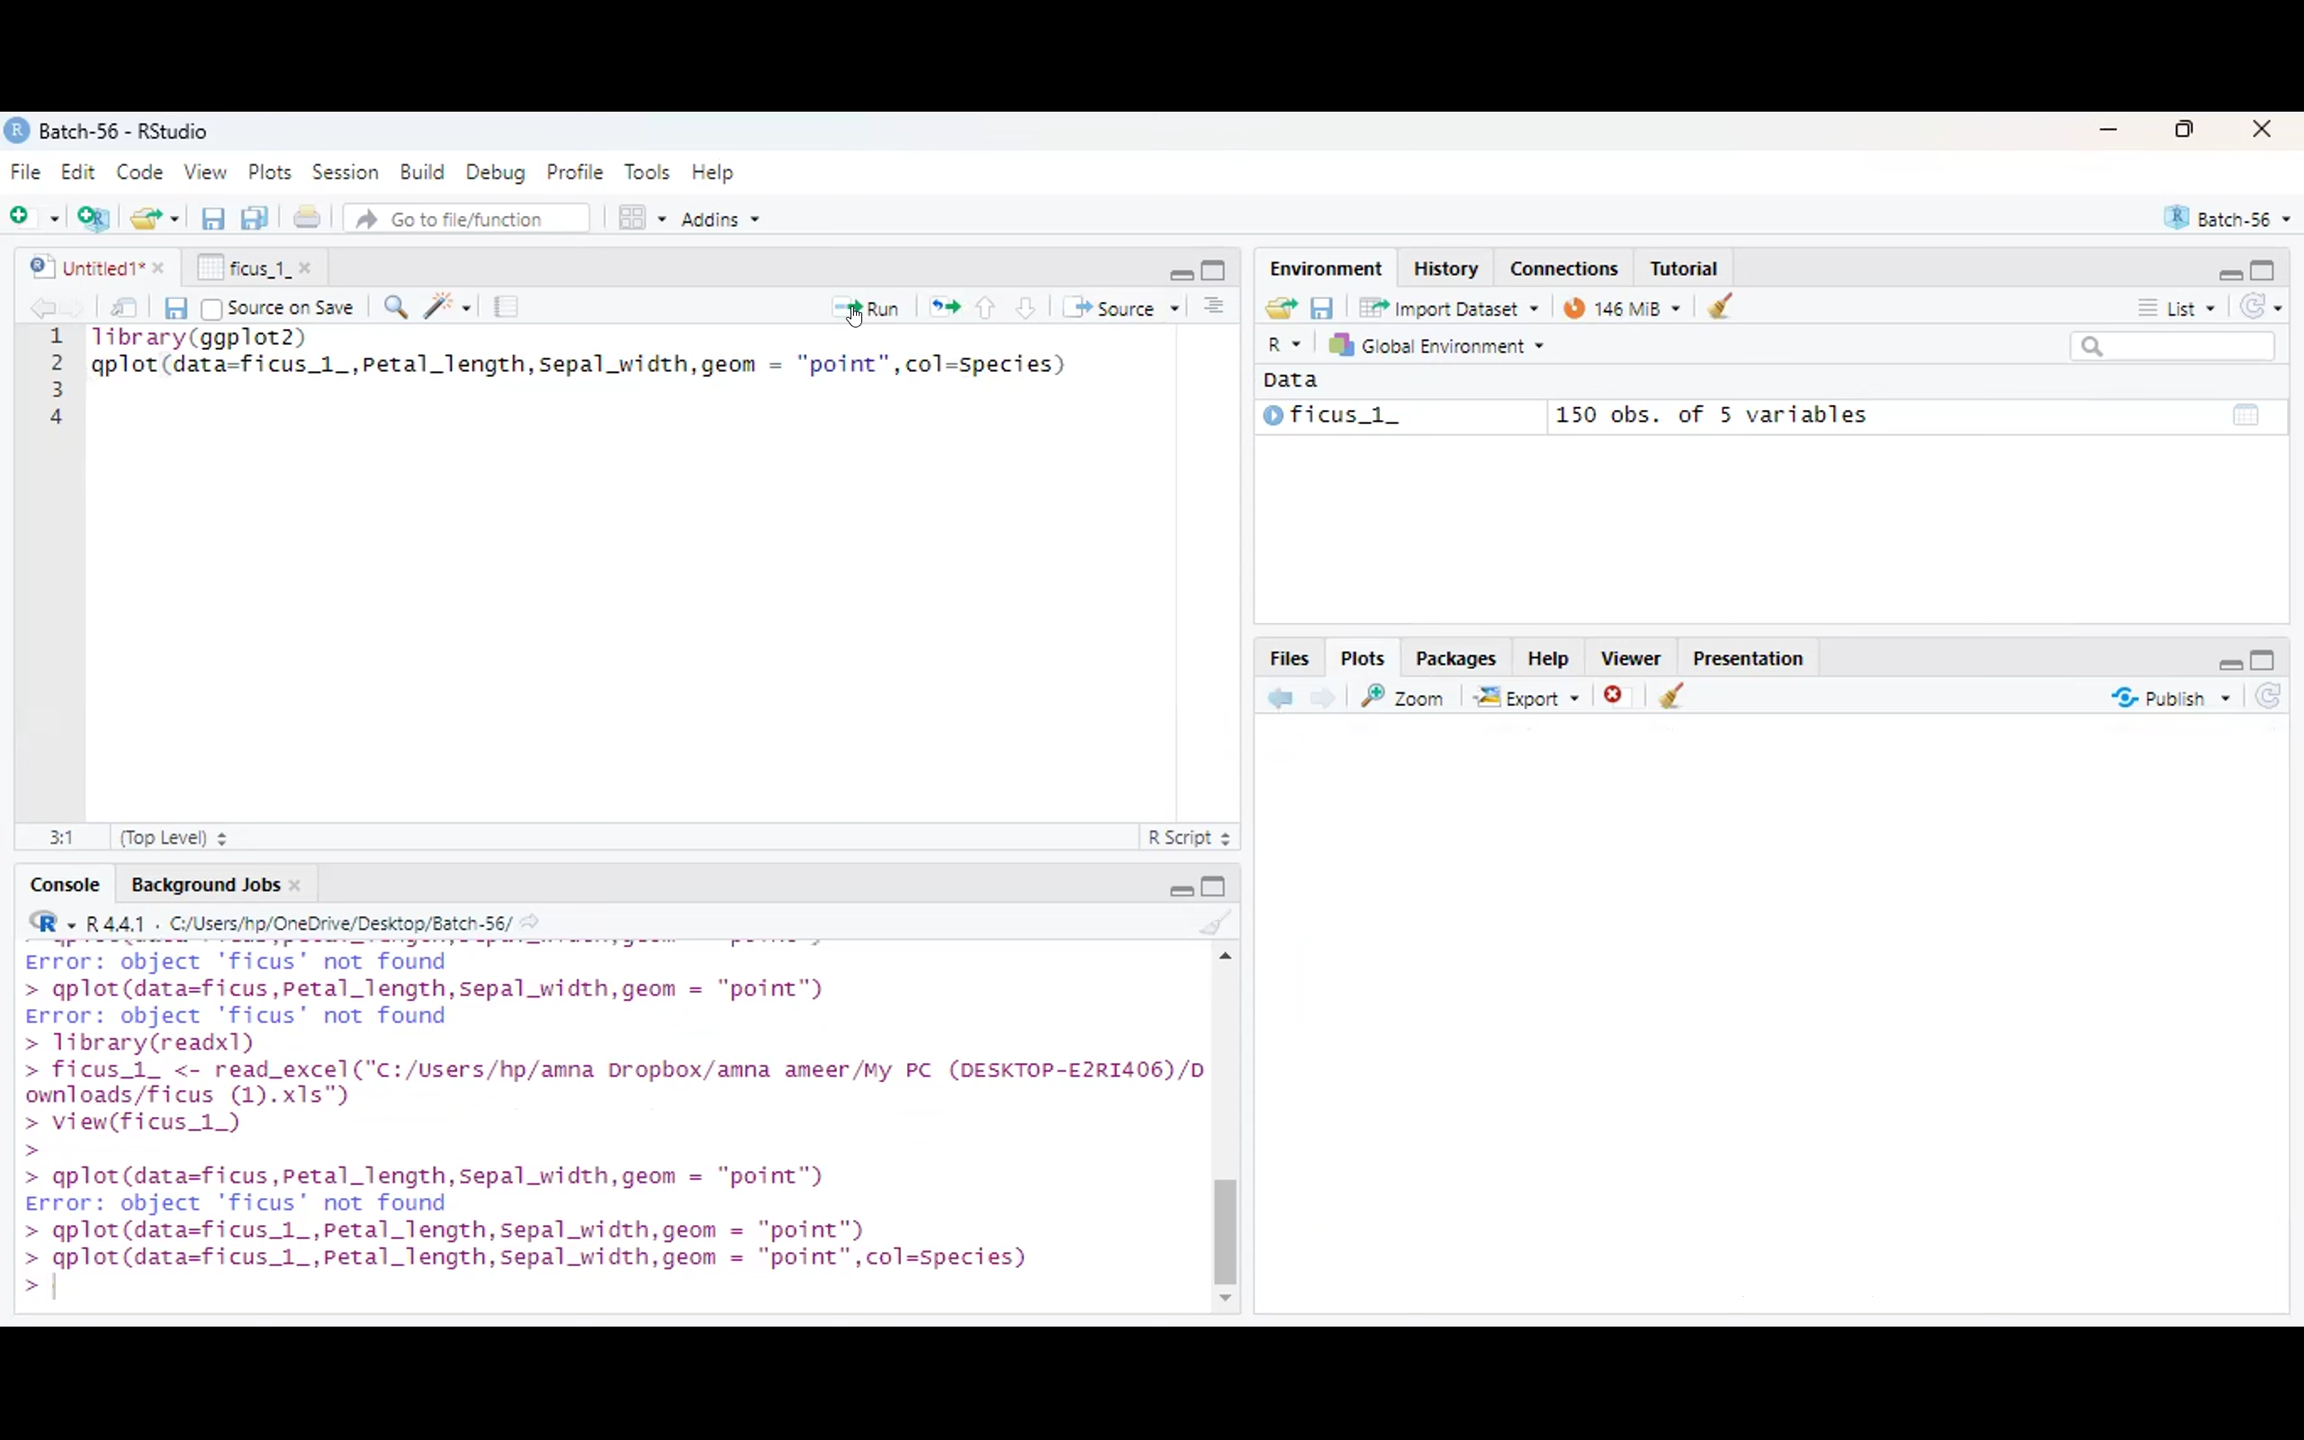 Batch-56 - RStudio
File Edit Code View Plots Session Build Debug Profile Tools Help
Go to file/function Addins Batch-56
Untitled1* ficus_1_
Source on Save Run Source
1 library(ggplot2)
2 qplot(data=ficus_1_,Petal_length,Sepal_width,geom = "point",col=Species)
3
4
3:1 (Top Level) R Script
Console Background Jobs
R 4.4.1 · C:/Users/hp/OneDrive/Desktop/Batch-56/
Error: object 'ficus' not found
> qplot(data=ficus,Petal_length,Sepal_width,geom = "point")
Error: object 'ficus' not found
> library(readxl)
> ficus_1_ <- read_excel("C:/Users/hp/amna Dropbox/amna ameer/My PC (DESKTOP-E2RI406)/D
ownloads/ficus (1).xls")
> View(ficus_1_)
>
> qplot(data=ficus,Petal_length,Sepal_width,geom = "point")
Error: object 'ficus' not found
> qplot(data=ficus_1_,Petal_length,Sepal_width,geom = "point")
> qplot(data=ficus_1_,Petal_length,Sepal_width,geom = "point",col=Species)
>
Environment History Connections Tutorial
Import Dataset 146 MiB List
R Global Environment
Data
ficus_1_ 150 obs. of 5 variables
Files Plots Packages Help Viewer Presentation
Zoom Export Publish